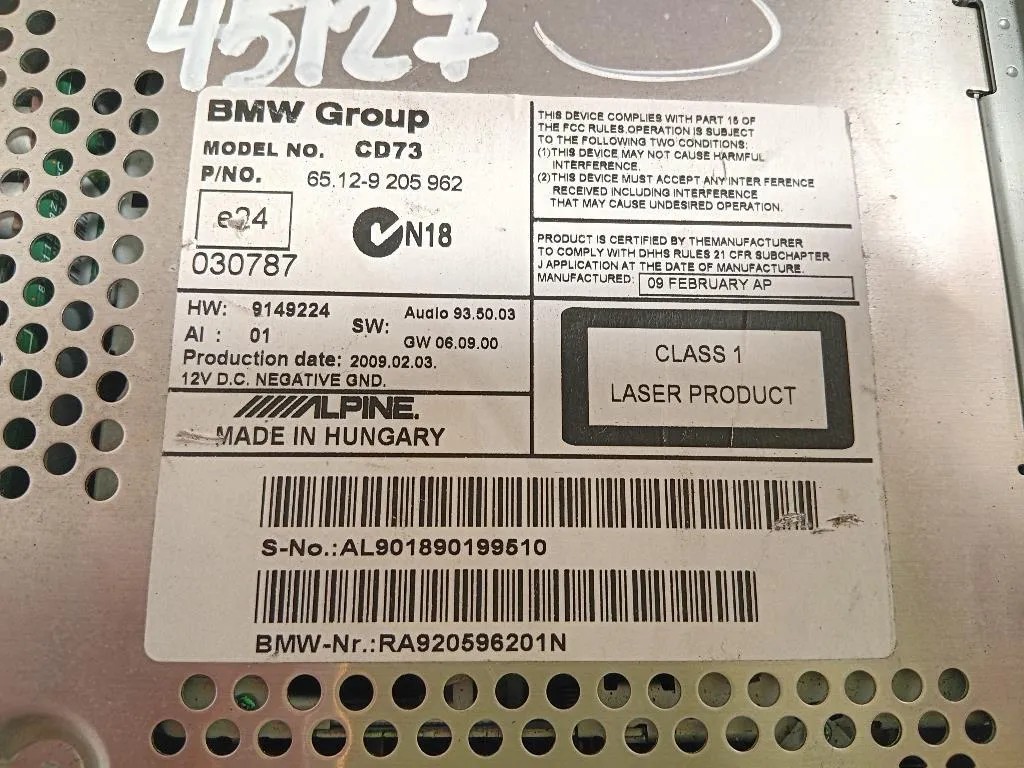 45127
BMW Group
MODEL NO. CD73
P/NO. 65.12-9 205 962
e24
N18
030787
THIS DEVICE COMPLIES WITH PART 15 OF
THE FCC RULES.OPERATION IS SUBJECT
TO THE FOLLOWING TWO CONDITIONS:
(1)THIS DEVICE MAY NOT CAUSE HARMFUL
INTERFERENCE.
(2)THIS DEVICE MUST ACCEPT ANY INTER FERENCE
RECEIVED INCLUDING INTERFERENCE
THAT MAY CAUSE UNDESIRED OPERATION.
PRODUCT IS CERTIFIED BY THEMANUFACTURER
TO COMPLY WITH DHHS RULES 21 CFR SUBCHAPTER
J APPLICATION AT THE DATE OF MANUFACTURE.
MANUFACTURED: 09 FEBRUARY AP
HW: 9149224
AI : 01
SW: Audio 93.50.03
GW 06.09.00
Production date: 2009.02.03.
12V D.C. NEGATIVE GND.
ALPINE.
MADE IN HUNGARY
CLASS 1
LASER PRODUCT
S-No.:AL901890199510
BMW-Nr.:RA920596201N